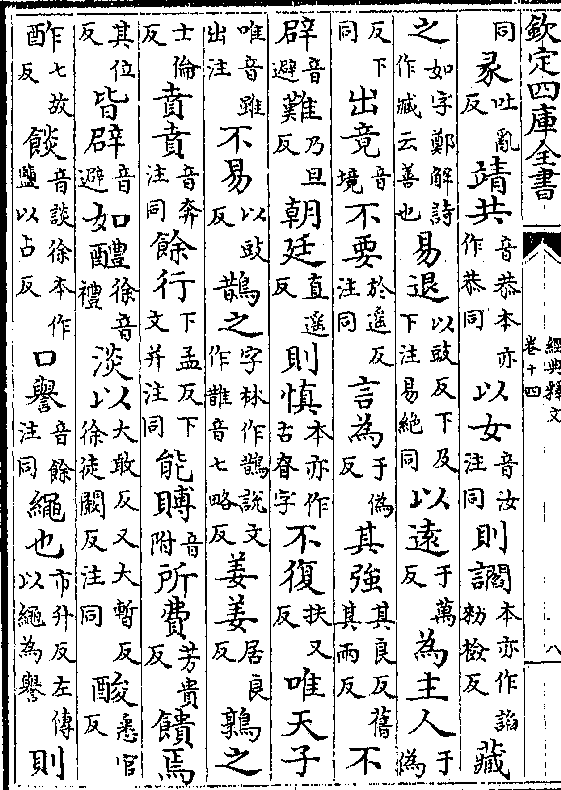 欽定四庫全書
經典釋文
卷十四
八
同彖吐亂反靖共音恭本亦作恭同以女音汝注同則讇本亦作謟勑檢反藏
之如字鄭解詩作臧云善也易退以豉反下及下注易絕同以遠于萬反為主人于偽
反下同出竟音境不要於遥反注同言為于偽反其強其良反舊其兩反不
辟音避難乃旦反朝廷直遥反則慎本亦作古眘字不復扶又反唯天子
唯音雖出注不易以豉反鵲之字林作鵲說文作䧿音七略反姜姜居良反鶉之
士倫反賁賁音奔注同餘行下孟反下文并注同能賻音附所費芳貴反饋焉
其位反皆辟音避如醴徐音禮淡以大敢反又大暫反徐徒闞反注同酸悉官反
酢七故反餤音談徐本作鹽以占反口譽音餘注同繩也市升反左傳以繩為譽則